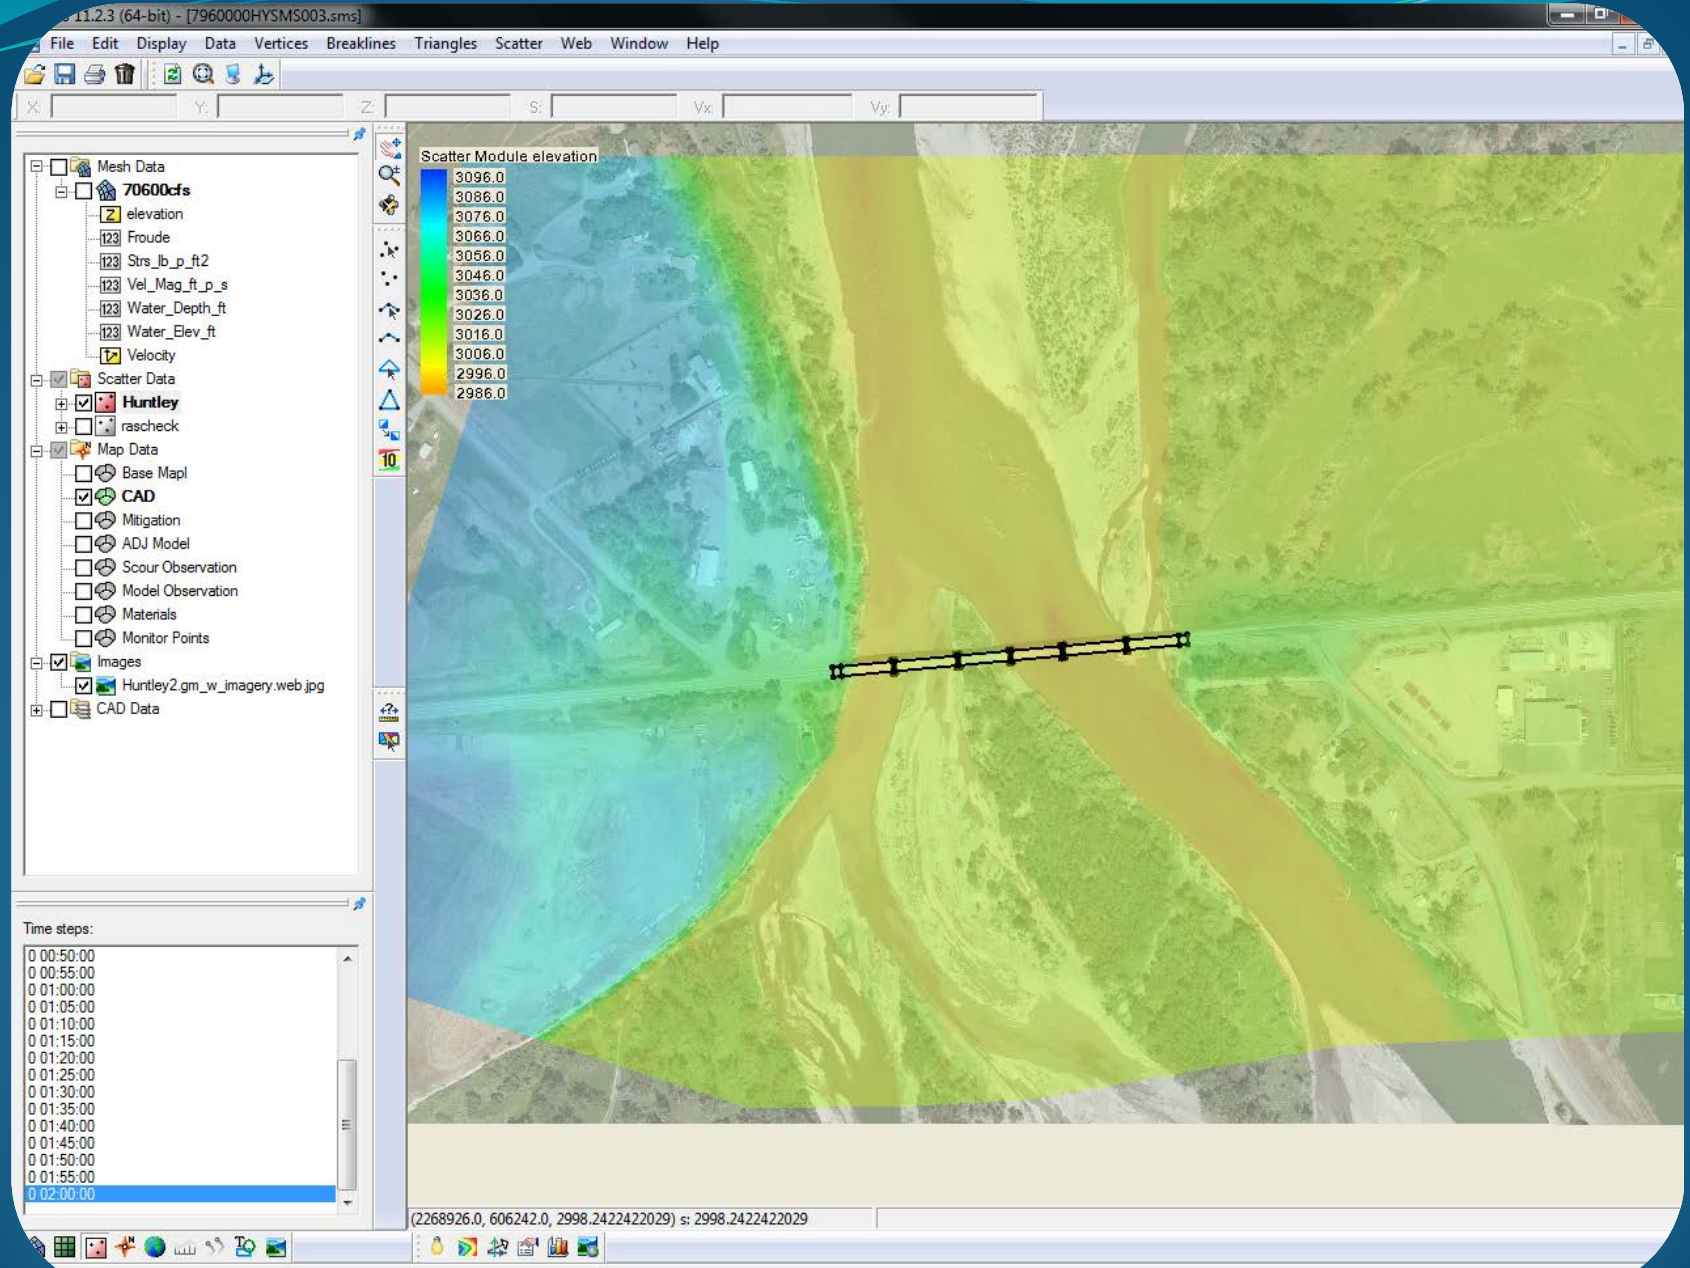 11.2.3 (64-bit) - [7960000HYSMS003.sms]
File Edit Display Data Vertices Breaklines Triangles Scatter Web Window Help
X: Y: Z: S: Vx: Vy:
Mesh Data
70600cfs
Z elevation
123 Froude
123 Strs_lb_p_ft2
123 Vel_Mag_ft_p_s
123 Water_Depth_ft
123 Water_Elev_ft
Velocity
Scatter Data
Huntley
rascheck
Map Data
Base Mapl
CAD
Mitigation
ADJ Model
Scour Observation
Model Observation
Materials
Monitor Points
Images
Huntley2.gm_w_imagery.web.jpg
CAD Data
10
Scatter Module elevation
3096.0
3086.0
3076.0
3066.0
3056.0
3046.0
3036.0
3026.0
3016.0
3006.0
2996.0
2986.0
Time steps:
0 00:50:00
0 00:55:00
0 01:00:00
0 01:05:00
0 01:10:00
0 01:15:00
0 01:20:00
0 01:25:00
0 01:30:00
0 01:35:00
0 01:40:00
0 01:45:00
0 01:50:00
0 01:55:00
0 02:00:00
(2268926.0, 606242.0, 2998.2422422029) s: 2998.2422422029